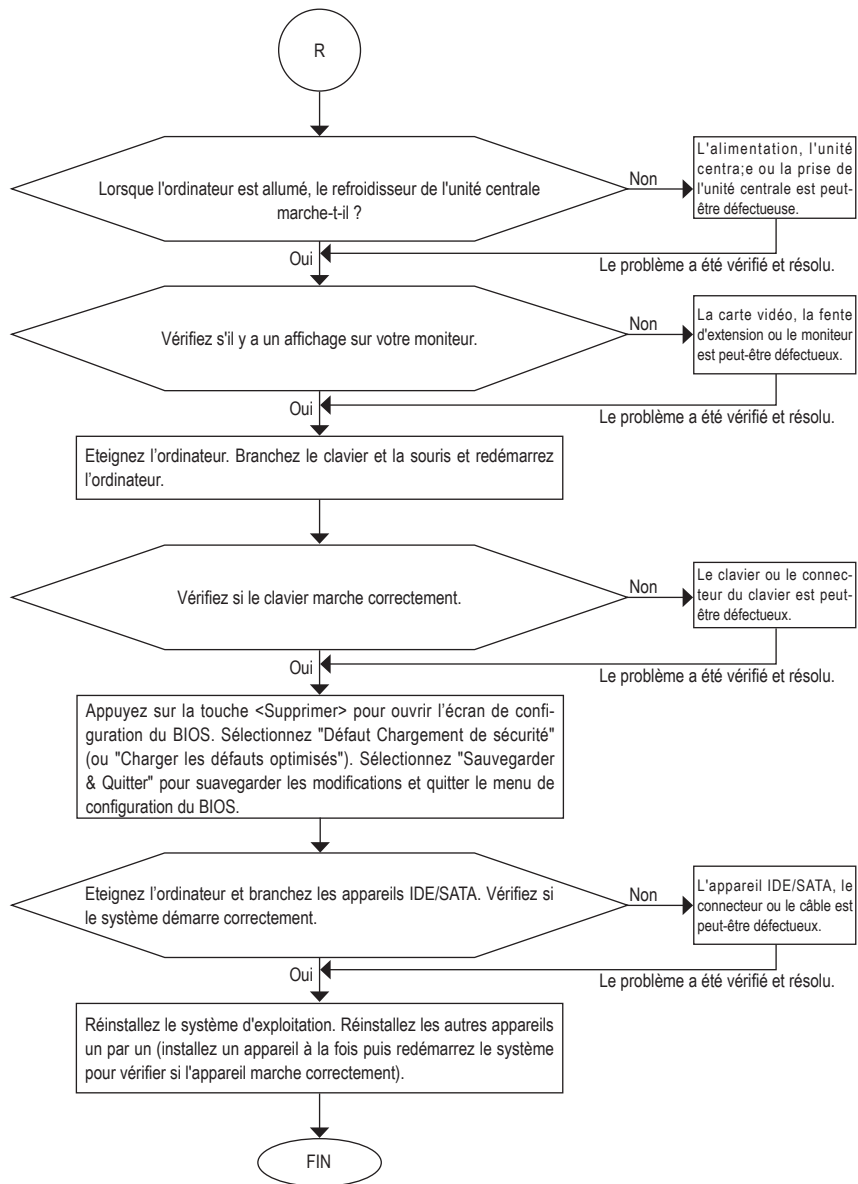 R
Lorsque l'ordinateur est allumé, le refroidisseur de l'unité centrale
marche-t-il ?
Non
L'alimentation, l'unité
centra;e ou la prise de
l'unité centrale est peut-
être défectueuse.
Oui
Le problème a été vérifié et résolu.
Vérifiez s'il y a un affichage sur votre moniteur.
Non
La carte vidéo, la fente
d'extension ou le moniteur
est peut-être défectueux.
Oui
Le problème a été vérifié et résolu.
Eteignez l’ordinateur. Branchez le clavier et la souris et redémarrez
l’ordinateur.
Vérifiez si le clavier marche correctement.
Non
Le clavier ou le connec-
teur du clavier est peut-
être défectueux.
Oui
Le problème a été vérifié et résolu.
Appuyez sur la touche <Supprimer> pour ouvrir l’écran de confi-
guration du BIOS. Sélectionnez "Défaut Chargement de sécurité"
(ou "Charger les défauts optimisés"). Sélectionnez "Sauvegarder
& Quitter" pour suavegarder les modifications et quitter le menu de
configuration du BIOS.
Eteignez l’ordinateur et branchez les appareils IDE/SATA. Vérifiez si
le système démarre correctement.
Non
L'appareil IDE/SATA, le
connecteur ou le câble est
peut-être défectueux.
Oui
Le problème a été vérifié et résolu.
Réinstallez le système d'exploitation. Réinstallez les autres appareils
un par un (installez un appareil à la fois puis redémarrez le système
pour vérifier si l'appareil marche correctement).
FIN